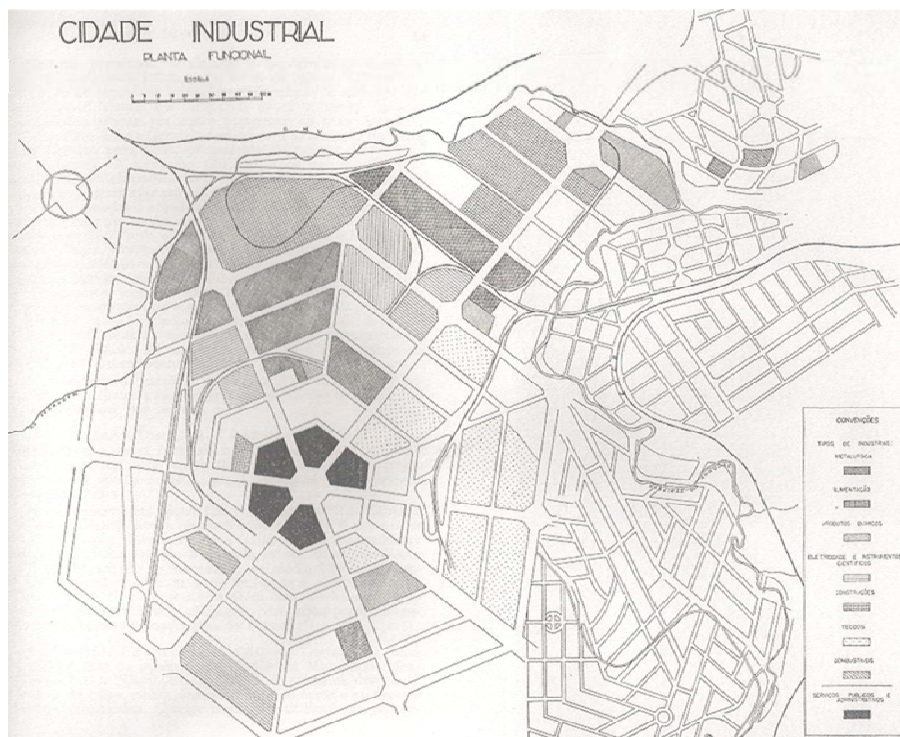 CIDADE INDUSTRIAL
PLANTA FUNCIONAL
ESCALA
CONVENÇÕES
TIPOS DE INDUSTRIAS:
METALURGIA
ALIMENTAÇÃO
PRODUTOS QUIMICOS
ELETRICIDADE E INSTRUMENTOS
CIENTIFICOS
CONSTRUÇÕES
TECIDOS
COMBUSTIVEIS
SERVIÇOS PUBLICOS E
ADMINISTRATIVOS